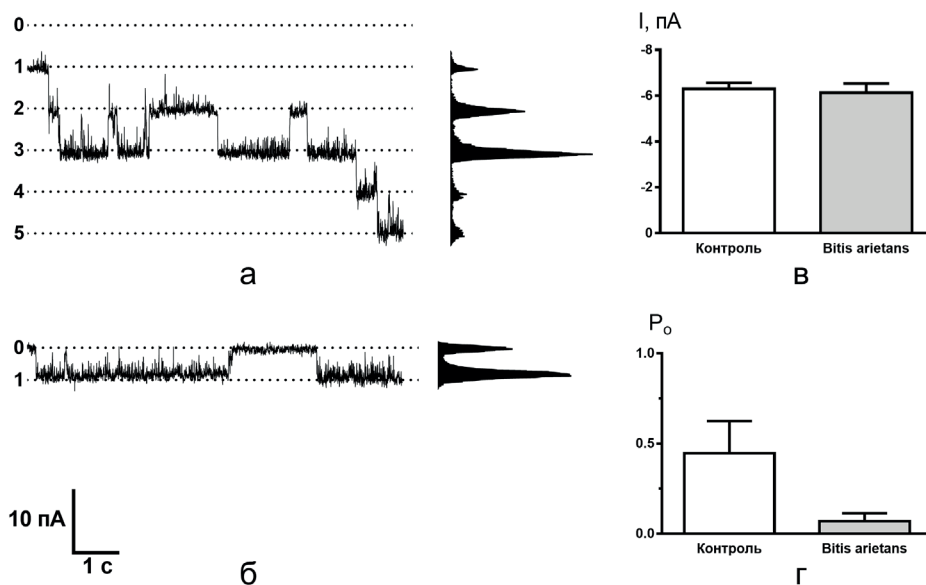 0
1
2
3
4
5
а
0
1
10 пА
1 с
б
I, пА
-8
-6
-4
-2
0
Контроль
Bitis arietans
в
Po
1.0
0.5
0.0
Контроль
Bitis arietans
г